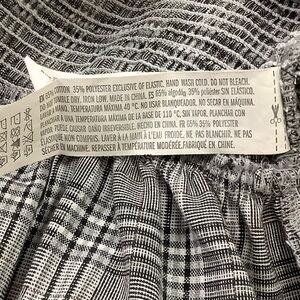 EN 65% COTTON, 35% POLYESTER EXCLUSIVE OF ELASTIC. HAND WASH COLD. DO NOT BLEACH.
DO NOT TUMBLE DRY. IRON LOW. MADE IN CHINA. ES 65% algodón 35% POLIESTER SIN ELÁSTICO.
LAVAR A MANO. TEMPERATURA MÁXIMA 40 °C. NO USAR BLANQUEADOR. NO SECAR EN MÁQUINA.
PLANCHAR A UNA TEMPERATURA MÁXIMA DE LA BASE DE 110 °C, SIN VAPOR. PLANCHAR CON
VAPOR PUEDE CAUSAR DAÑO IRREVERSIBLE. HECHO EN CHINA. FR 65% 35% POLYESTER
ÉLASTIQUE. LAVER À LA MAIN À L'EAU FROIDE. NE PAS BLANCHIR. NE PAS
SÉCHER EN MACHINE. REPASSER À TEMPÉRATURE MODÉRÉE. FABRIQUÉ EN CHINE.